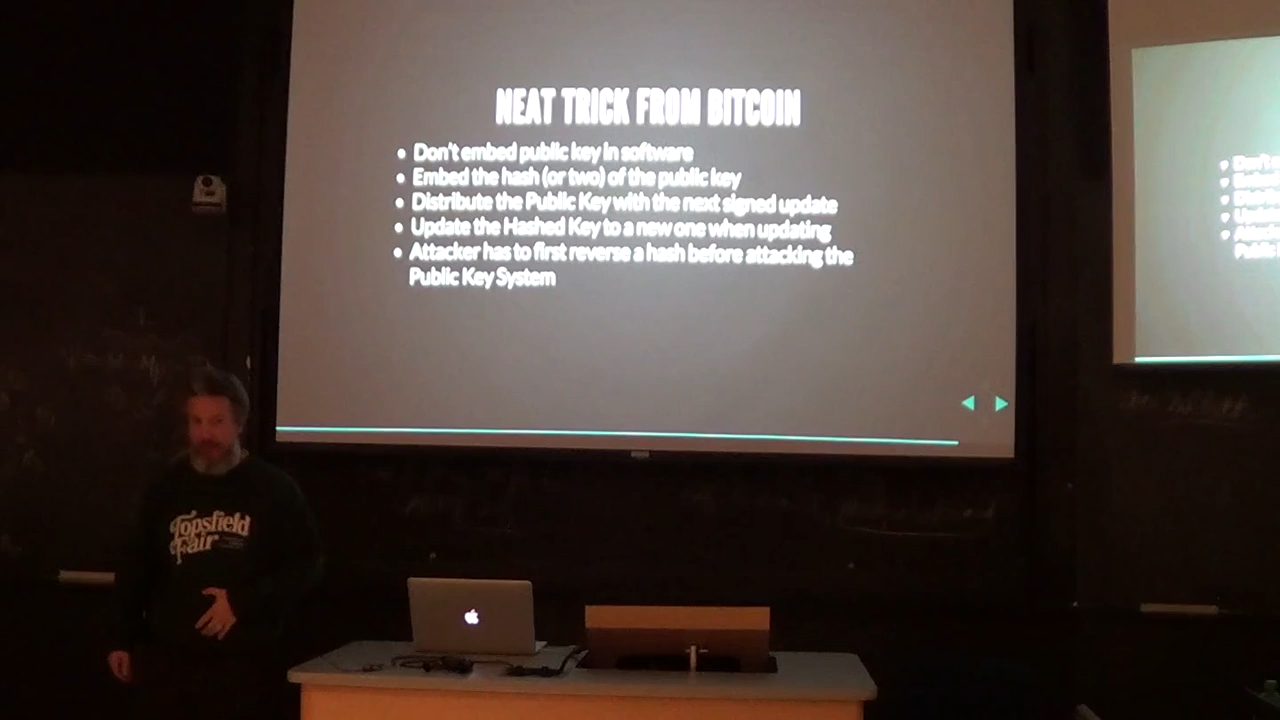 NEAT TRICK FROM BITCOIN
• Don't embed public key in software
• Embed the hash (or two) of the public key
• Distribute the Public Key with the next signed update
• Update the Hashed Key to a new one when updating
• Attacker has to first reverse a hash before attacking the
Public Key System
Topsfield
Fair